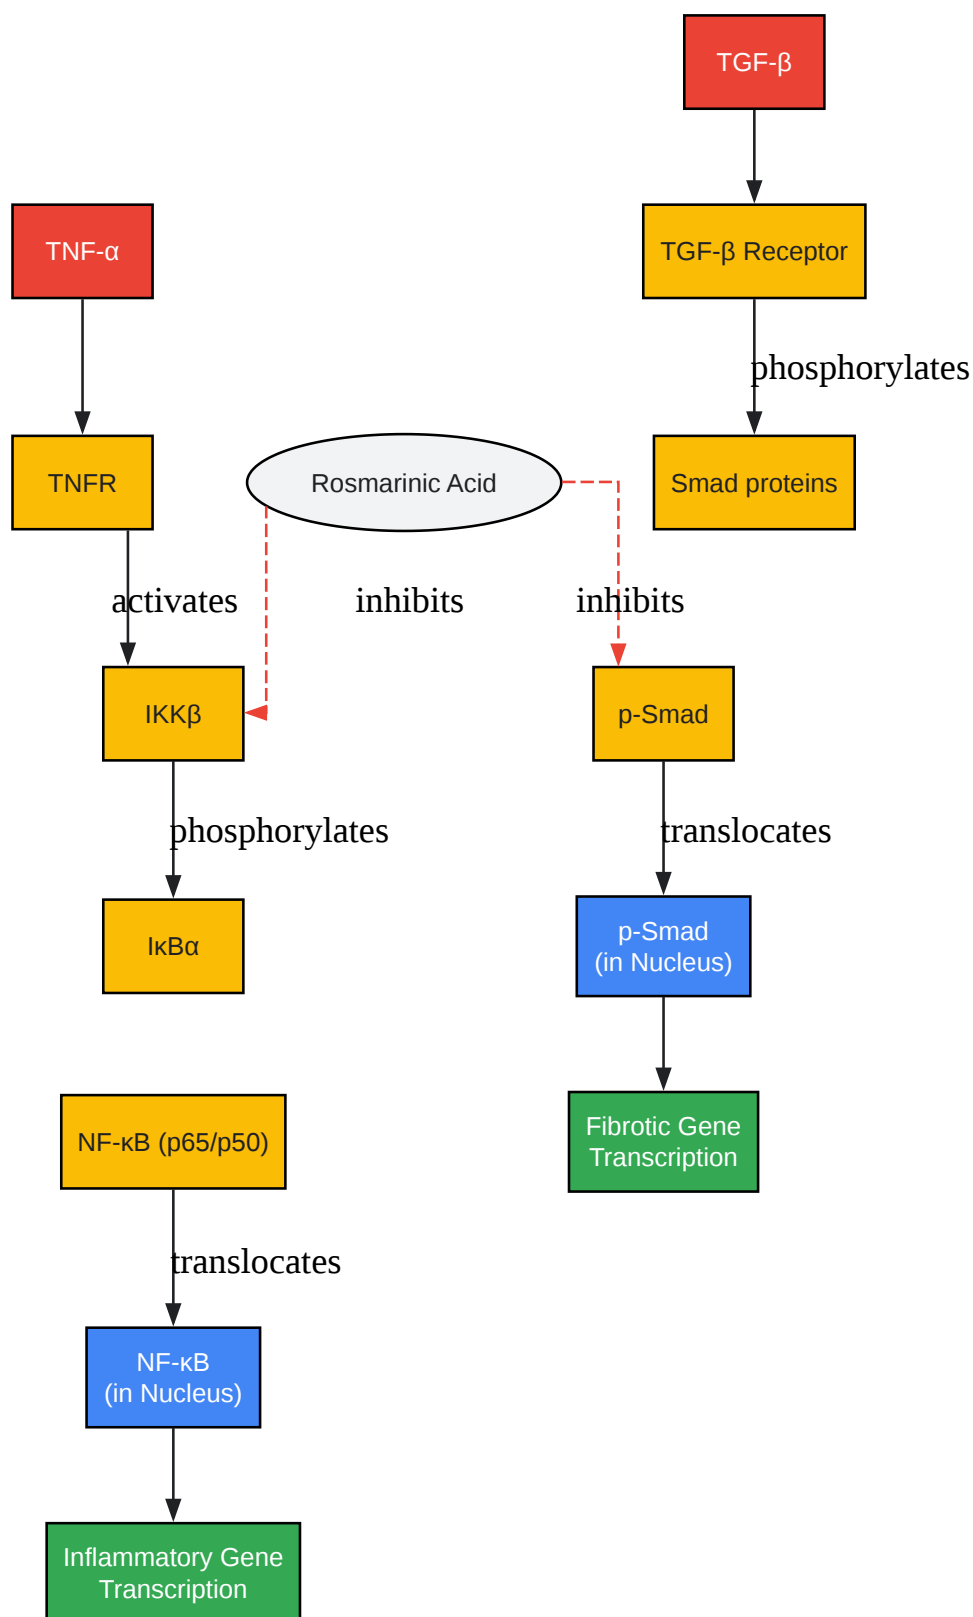 TGF-β
TNF-α
TGF-β Receptor
phosphorylates
TNFR
Rosmarinic Acid
Smad proteins
activates
inhibits
inhibits
IKKβ
p-Smad
phosphorylates
translocates
IκBα
p-Smad
(in Nucleus)
NF-κB (p65/p50)
Fibrotic Gene
Transcription
translocates
NF-κB
(in Nucleus)
Inflammatory Gene
Transcription